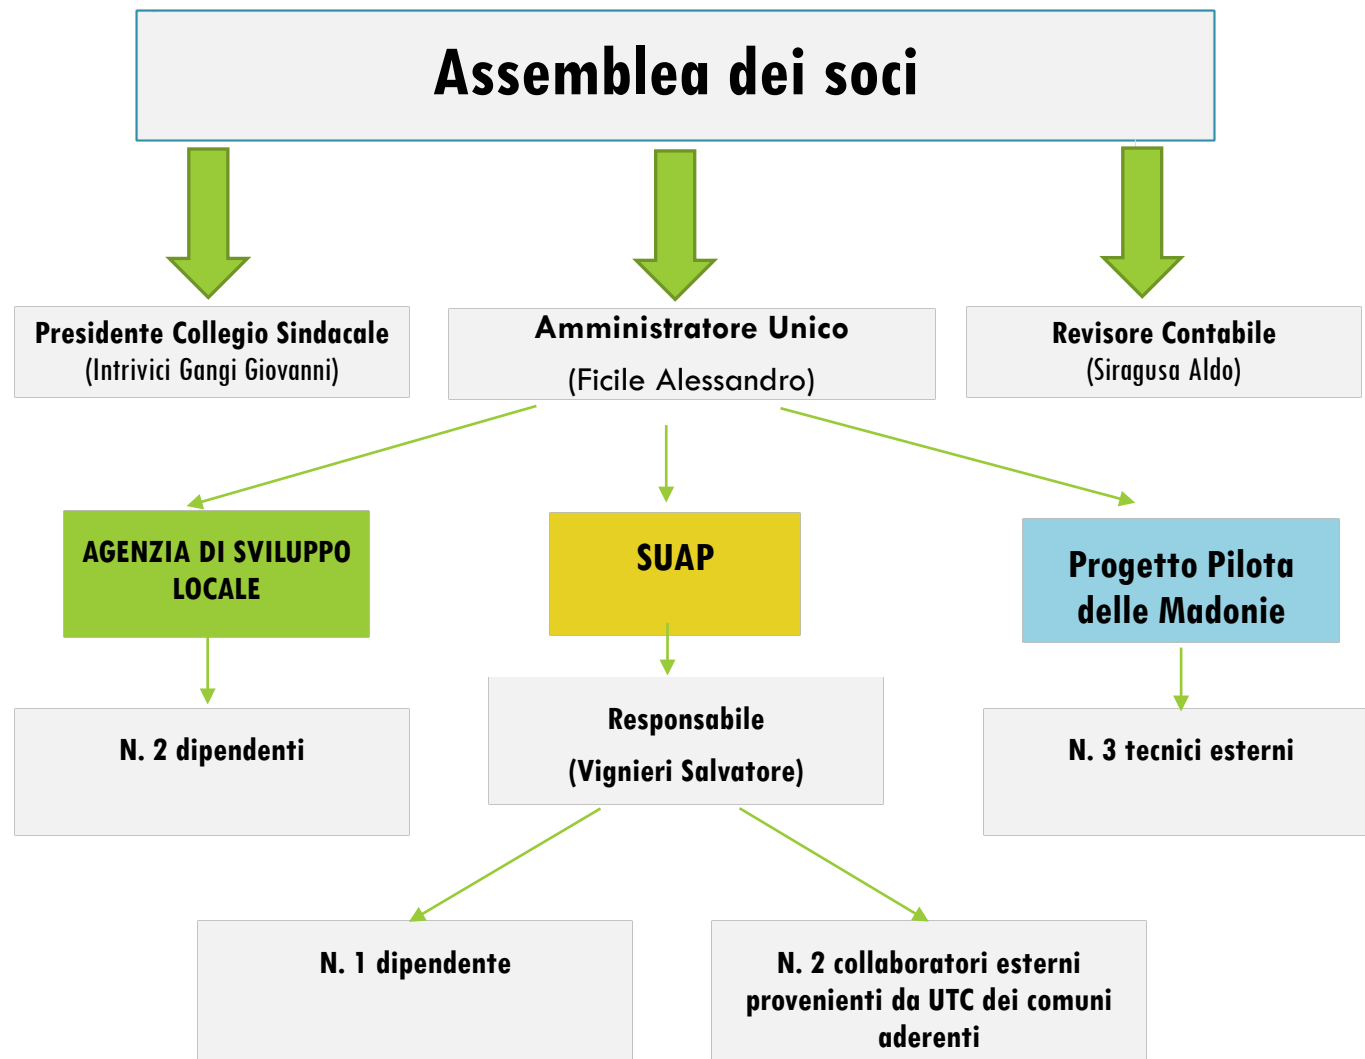 Assemblea dei soci
Presidente Collegio Sindacale
(Intrivici Gangi Giovanni)
Amministratore Unico
(Ficile Alessandro)
Revisore Contabile
(Siragusa Aldo)
AGENZIA DI SVILUPPO
LOCALE
SUAP
Progetto Pilota
delle Madonie
N. 2 dipendenti
Responsabile
(Vignieri Salvatore)
N. 3 tecnici esterni
N. 1 dipendente
N. 2 collaboratori esterni
provenienti da UTC dei comuni
aderenti